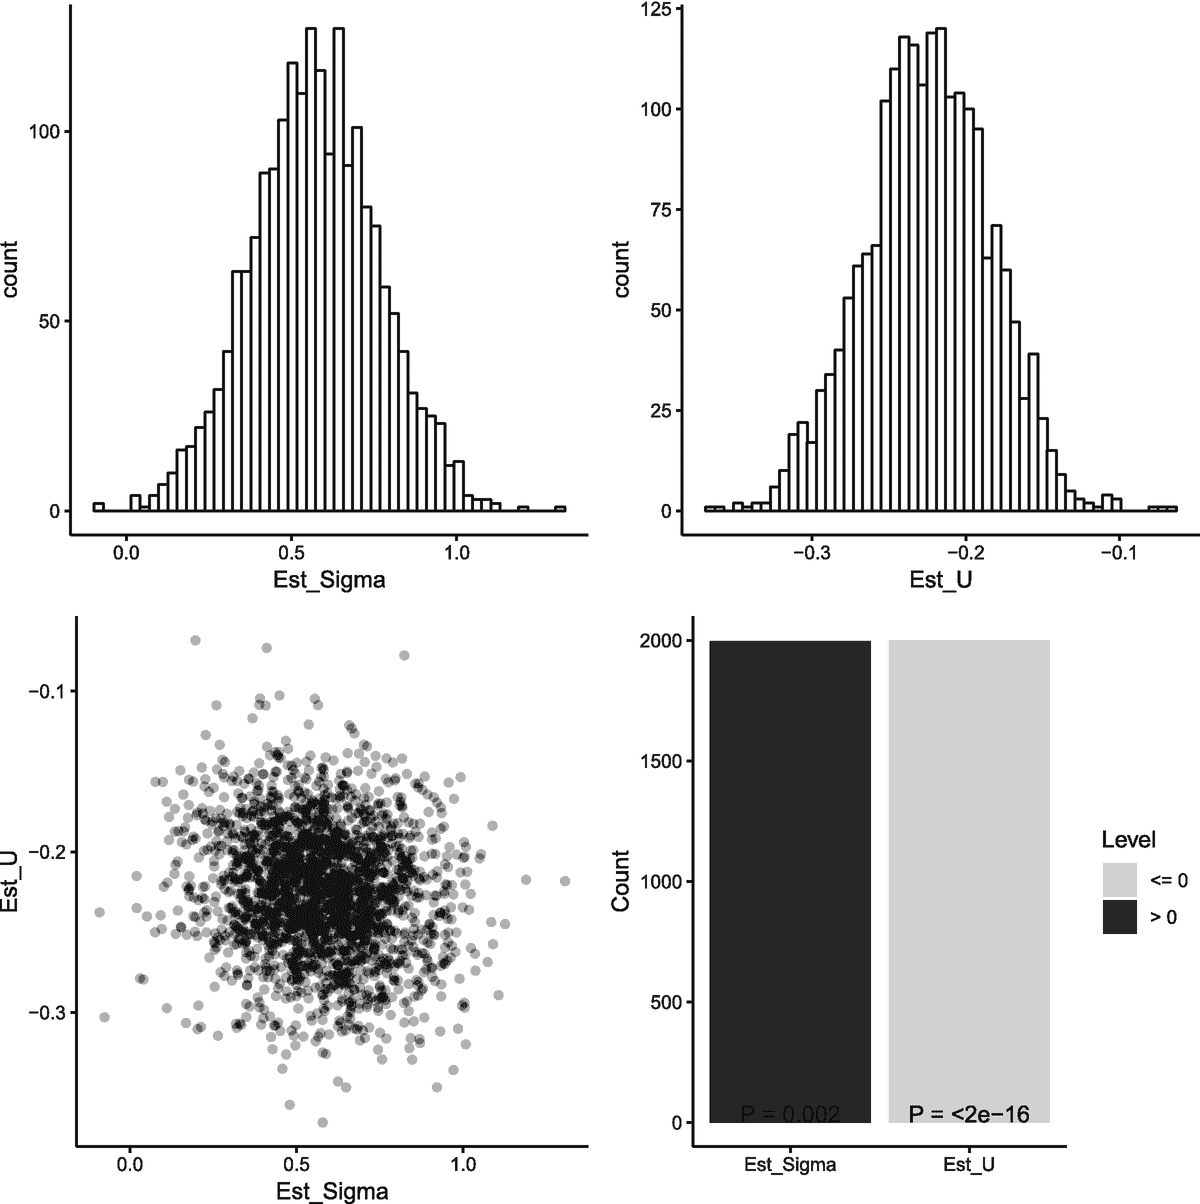 100
50
0
count
0.0 0.5 1.0
Est_Sigma
125
100
75
50
25
0
count
−0.3 −0.2 −0.1
Est_U
−0.1
−0.2
−0.3
Est_U
0.0 0.5 1.0
Est_Sigma
2000
1500
1000
500
0
Count
P = 0.002 P = <2e−16
Est_Sigma Est_U
Level
<= 0
> 0